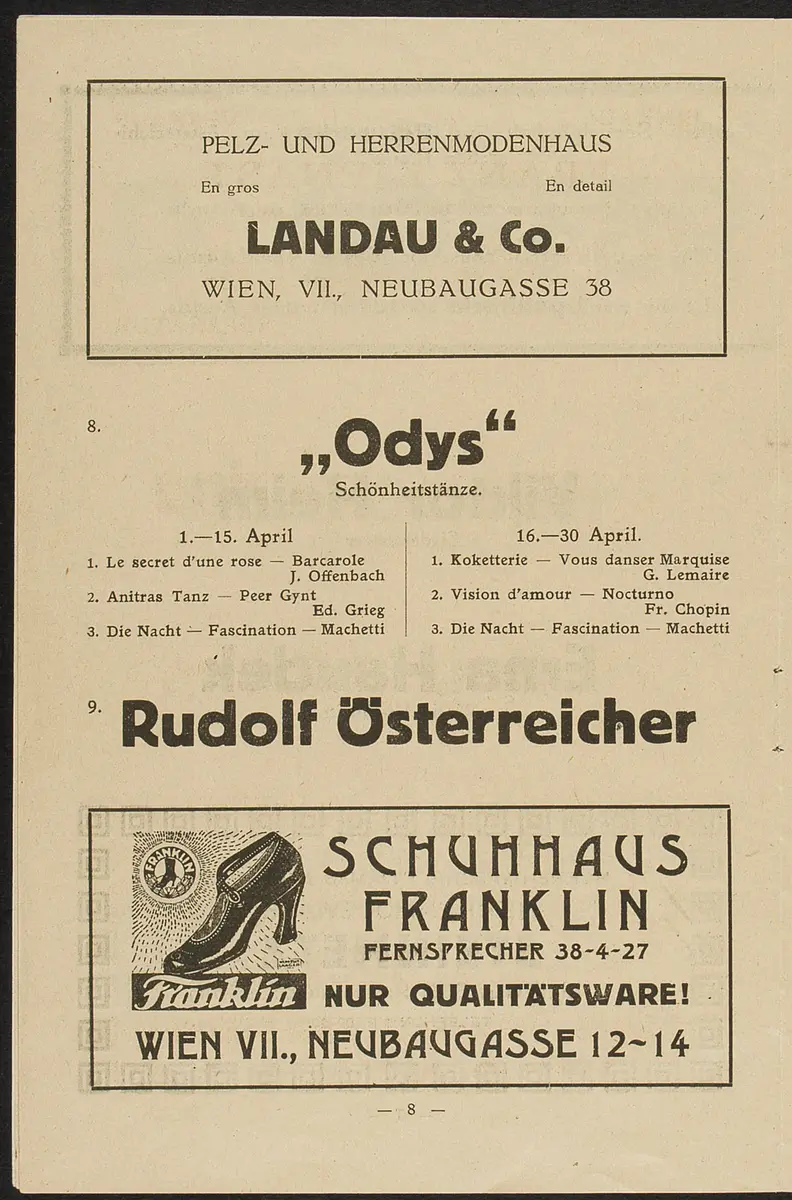 PELZ- UND HERRENMODENHAUS
En gros En detail
LANDAU & Co.
WIEN, VII., NEUBAUGASSE 38
8.
„Odys“
Schönheitstänze.
1.—15. April
1. Le secret d'une rose — Barcarole
J. Offenbach
2. Anitras Tanz — Peer Gynt
Ed. Grieg
3. Die Nacht — Fascination — Machetti
16.—30 April.
1. Koketterie — Vous danser Marquise
G. Lemaire
2. Vision d'amour — Nocturno
Fr. Chopin
3. Die Nacht — Fascination — Machetti
9. Rudolf Österreicher
FRANKLIN
Franklin
SCHUHHAUS
FRANKLIN
FERNSPRECHER 38-4-27
NUR QUALITÄTSWARE!
WIEN VII., NEUBAUGASSE 12~14
— 8 —